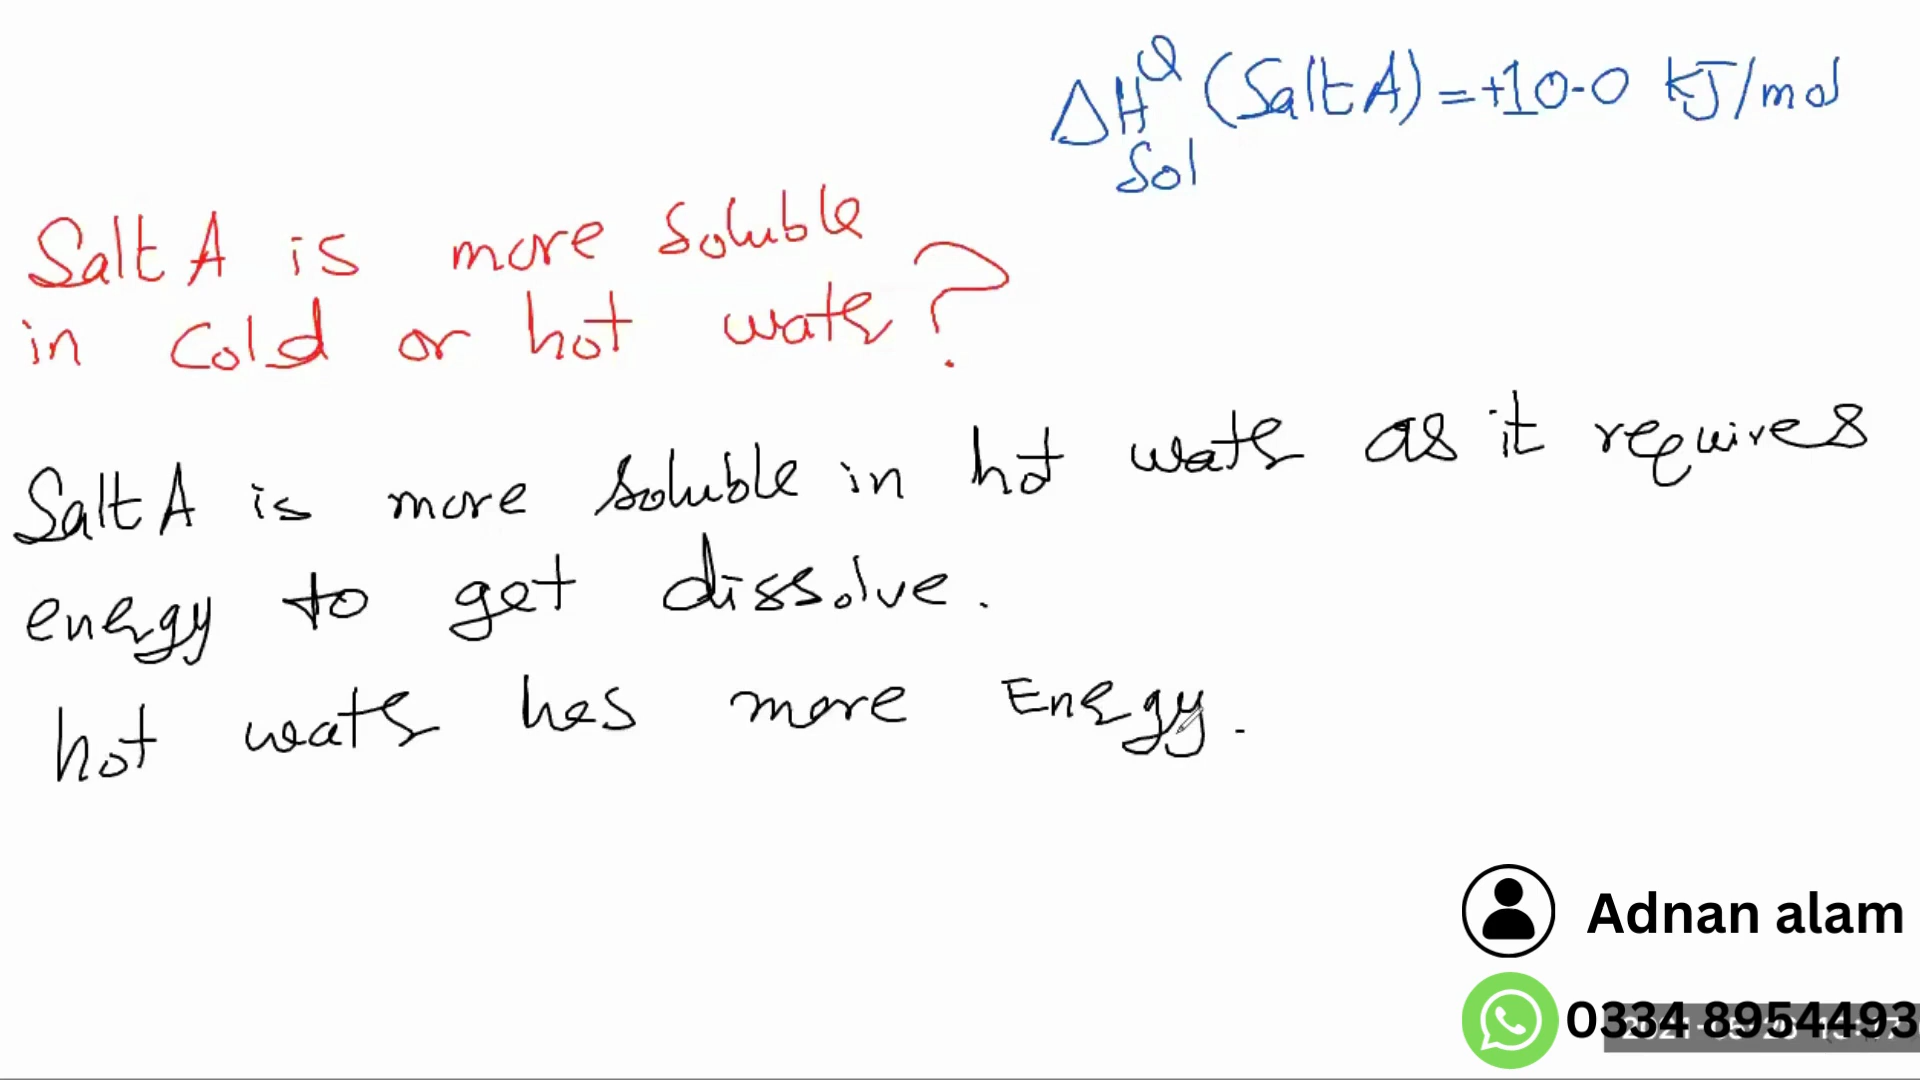 ΔH^θ_sol (Salt A) = +10.0 KJ/mol
Salt A is more soluble
in cold or hot water?
Salt A is more soluble in hot water as it requires
energy to get dissolve.
hot water has more Energy.
Adnan alam
0334 8954493